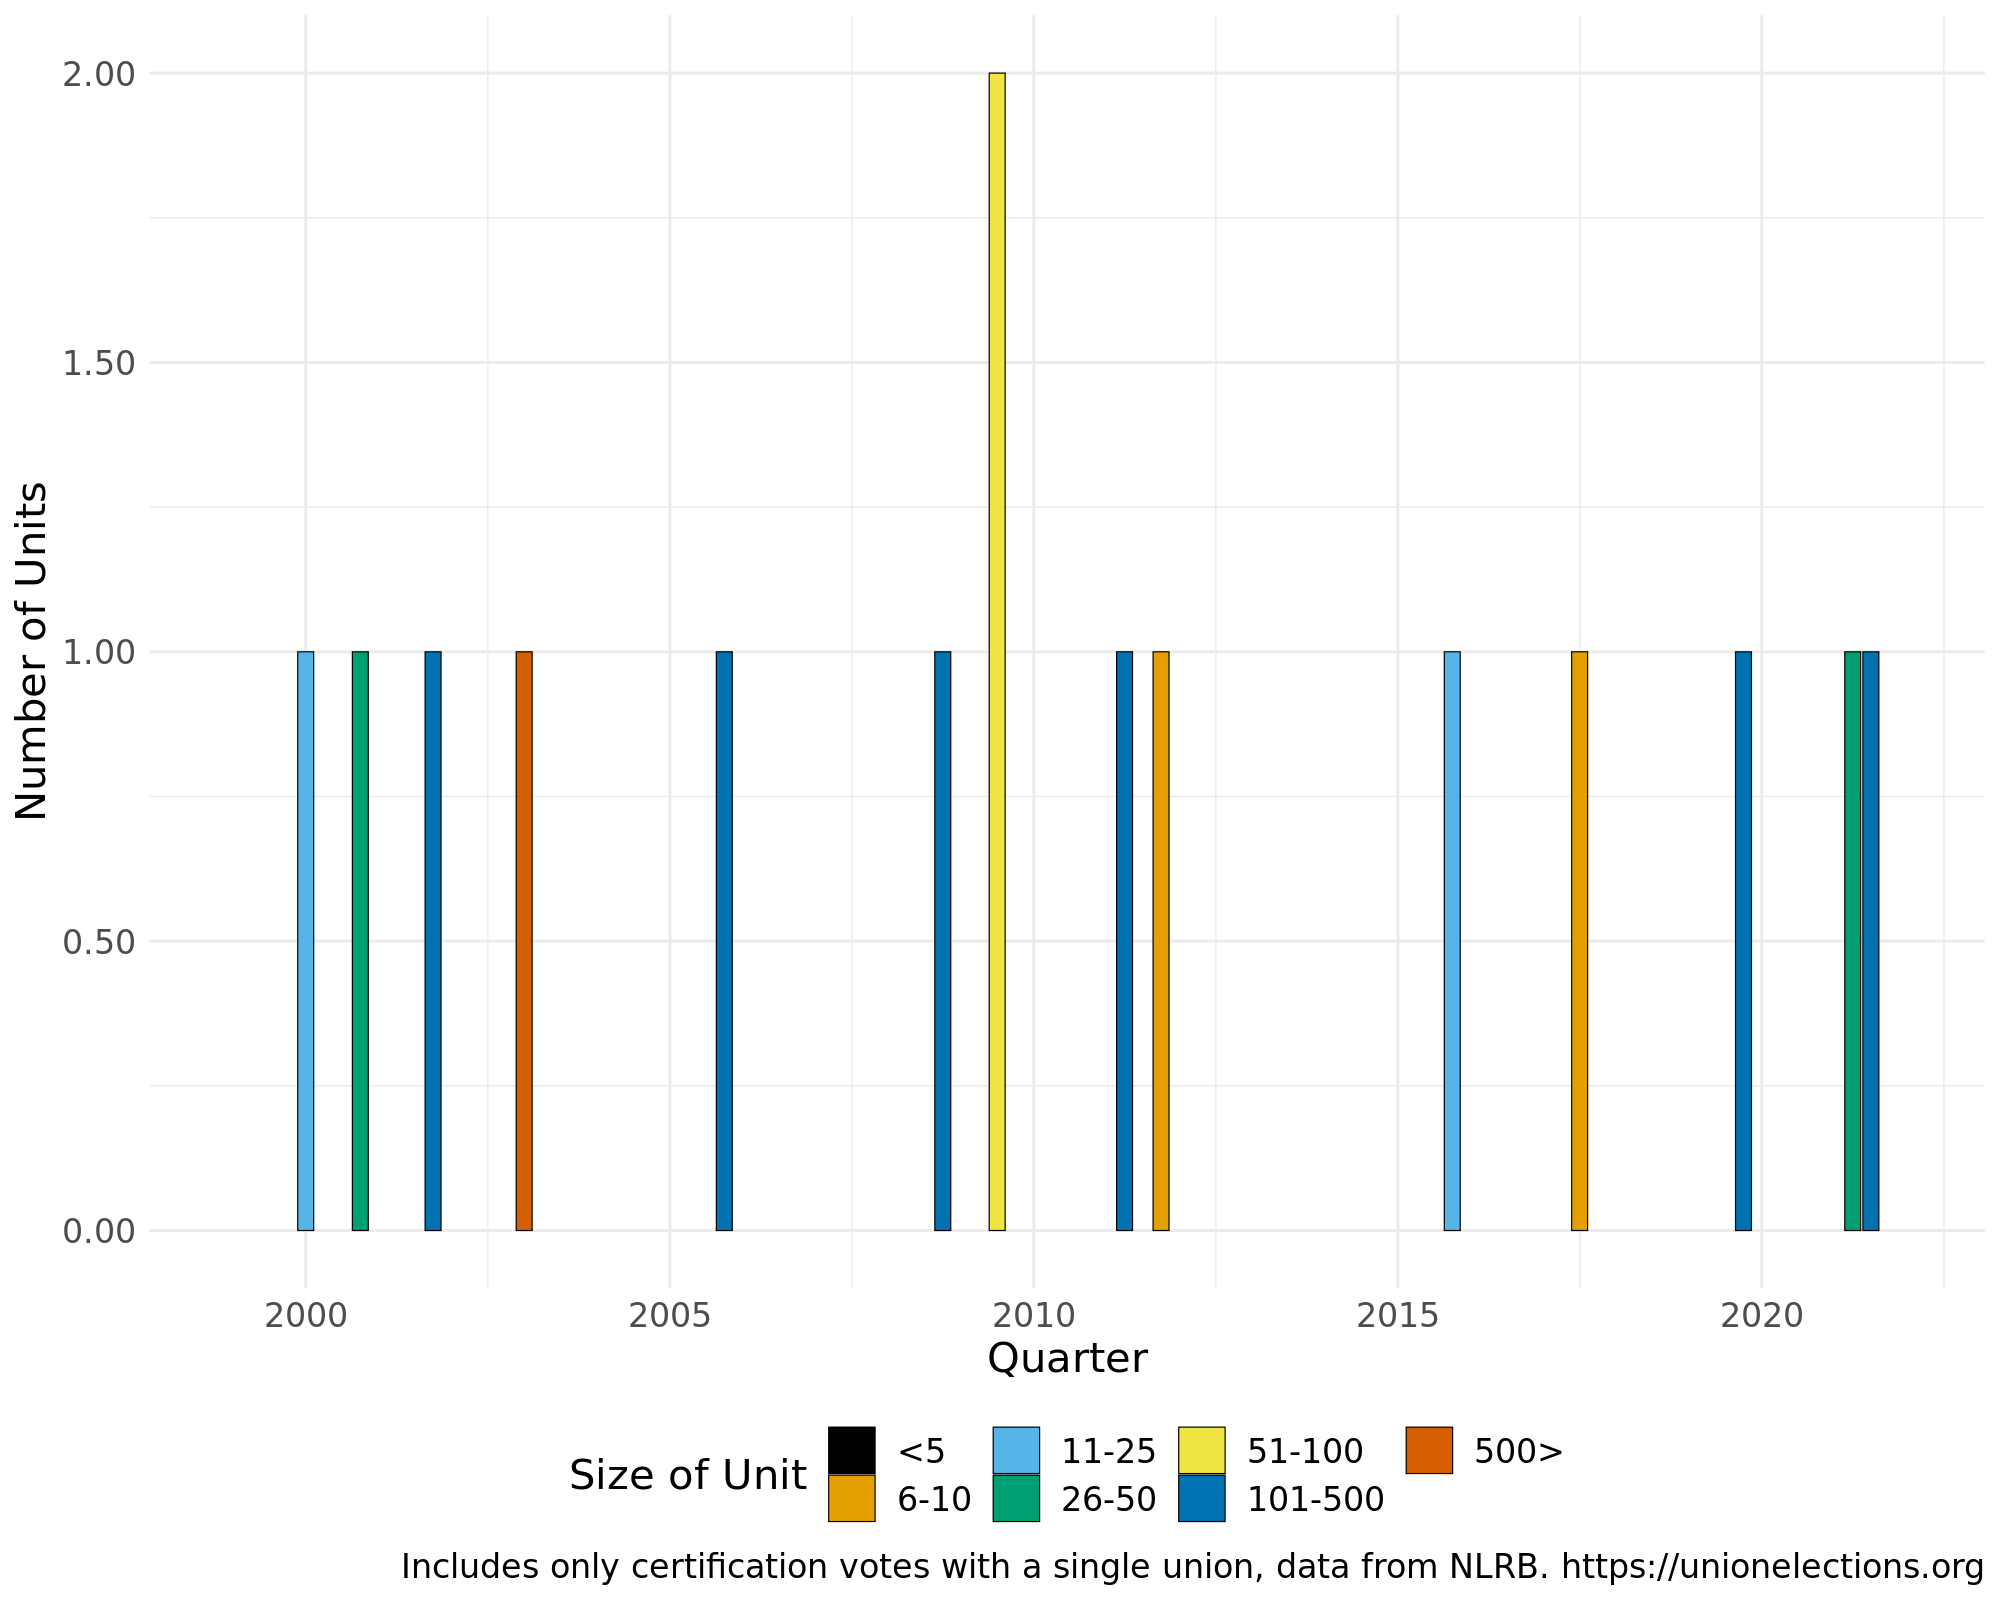 2.00
1.50
1.00
0.50
0.00
Number of Units
2000 2005 2010 2015 2020
Quarter
Size of Unit
<5 11-25 51-100 500>
6-10 26-50 101-500
Includes only certification votes with a single union, data from NLRB. https://unionelections.org